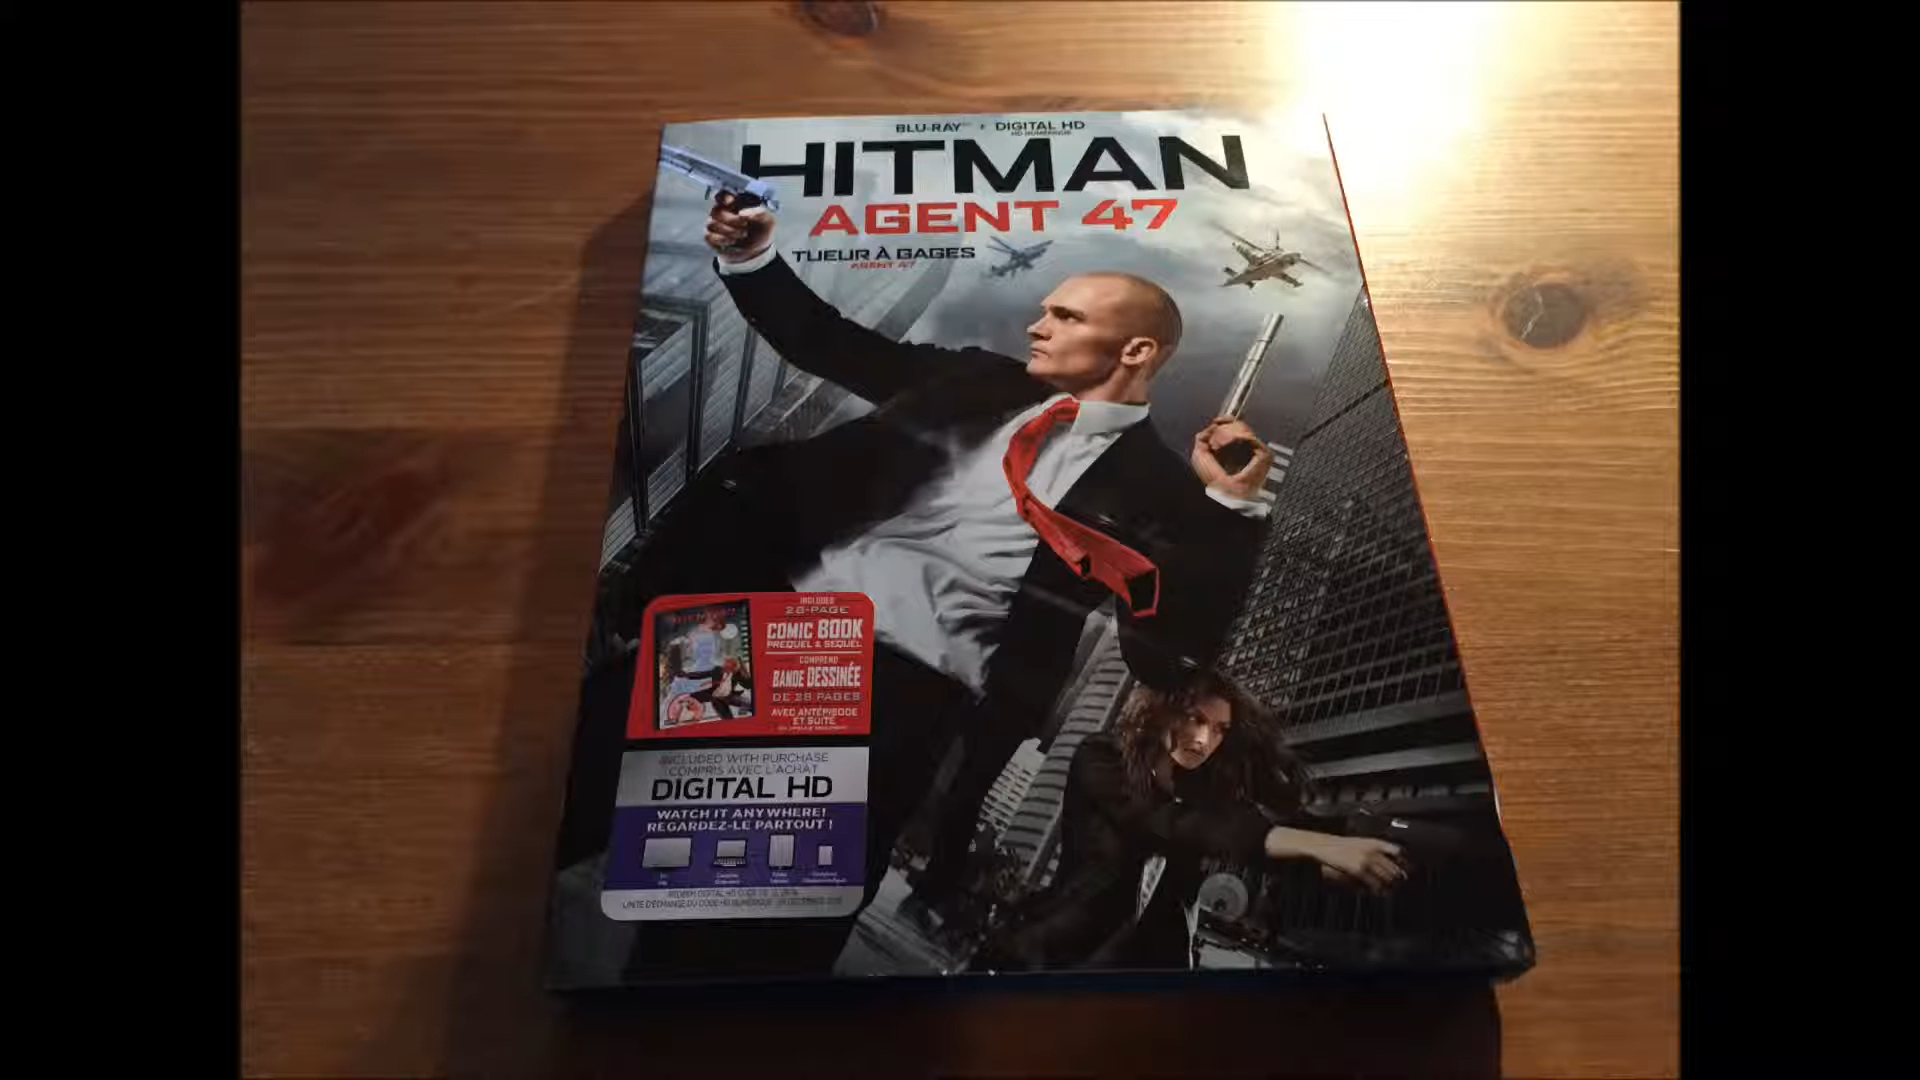 BLU-RAY + DIGITAL HD
HD NUMÉRIQUE
HITMAN
AGENT 47
TUEUR À GAGES
AGENT 47
INCLUDES
28-PAGE
COMIC BOOK
PREQUEL & SEQUEL
COMPREND
BANDE DESSINÉE
DE 28 PAGES
AVEC ANTÉPISODE
ET SUITE
INCLUDED WITH PURCHASE
COMPRIS AVEC L'ACHAT
DIGITAL HD
WATCH IT ANYWHERE!
REGARDEZ-LE PARTOUT !